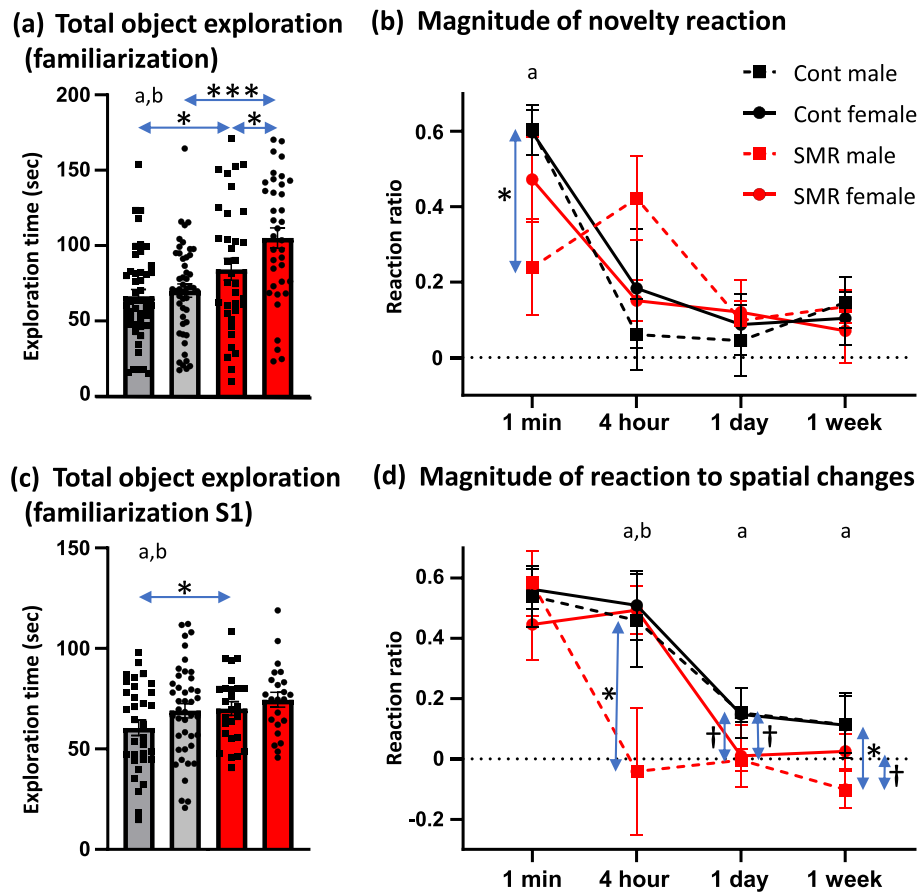 (a) Total object exploration
(familiarization)
a,b
***
*
*
200
150
100
50
0
Exploration time (sec)
(b) Magnitude of novelty reaction
a
Cont male
Cont female
SMR male
SMR female
*
0.6
0.4
0.2
0
Reaction ratio
1 min
4 hour
1 day
1 week
(c) Total object exploration
(familiarization S1)
a,b
*
150
100
50
0
Exploration time (sec)
(d) Magnitude of reaction to spatial changes
a,b
a
a
0.6
0.4
0.2
0
-0.2
Reaction ratio
*
†
†
*
†
1 min
4 hour
1 day
1 week